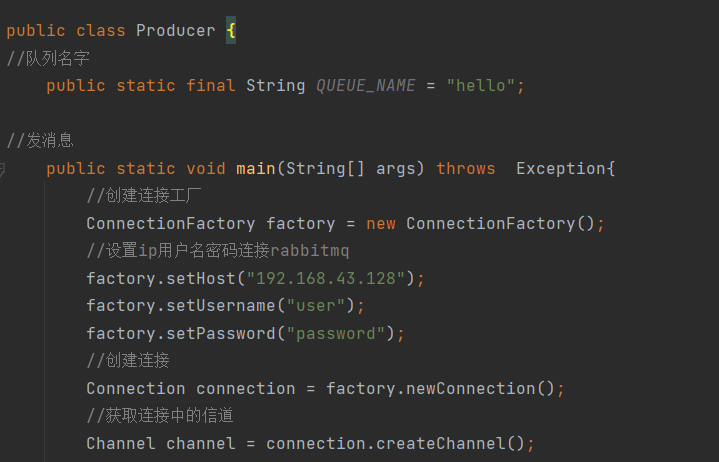 public class Producer {
//队列名字
public static final String QUEUE_NAME = "hello";
//发消息
public static void main(String[] args) throws  Exception{
//创建连接工厂
ConnectionFactory factory = new ConnectionFactory();
//设置ip用户名密码连接rabbitmq
factory.setHost("192.168.43.128");
factory.setUsername("user");
factory.setPassword("password");
//创建连接
Connection connection = factory.newConnection();
//获取连接中的信道
Channel channel = connection.createChannel();